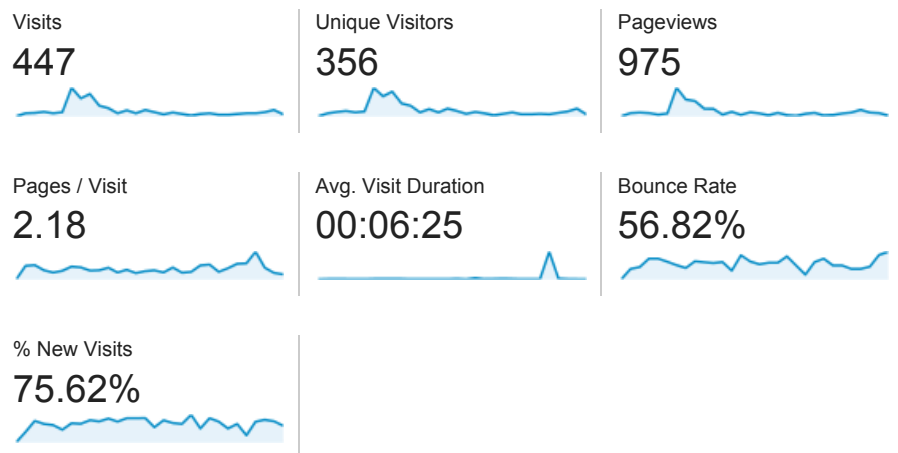 Visits
447
Unique Visitors
356
Pageviews
975
Pages / Visit
2.18
Avg. Visit Duration
00:06:25
Bounce Rate
56.82%
% New Visits
75.62%